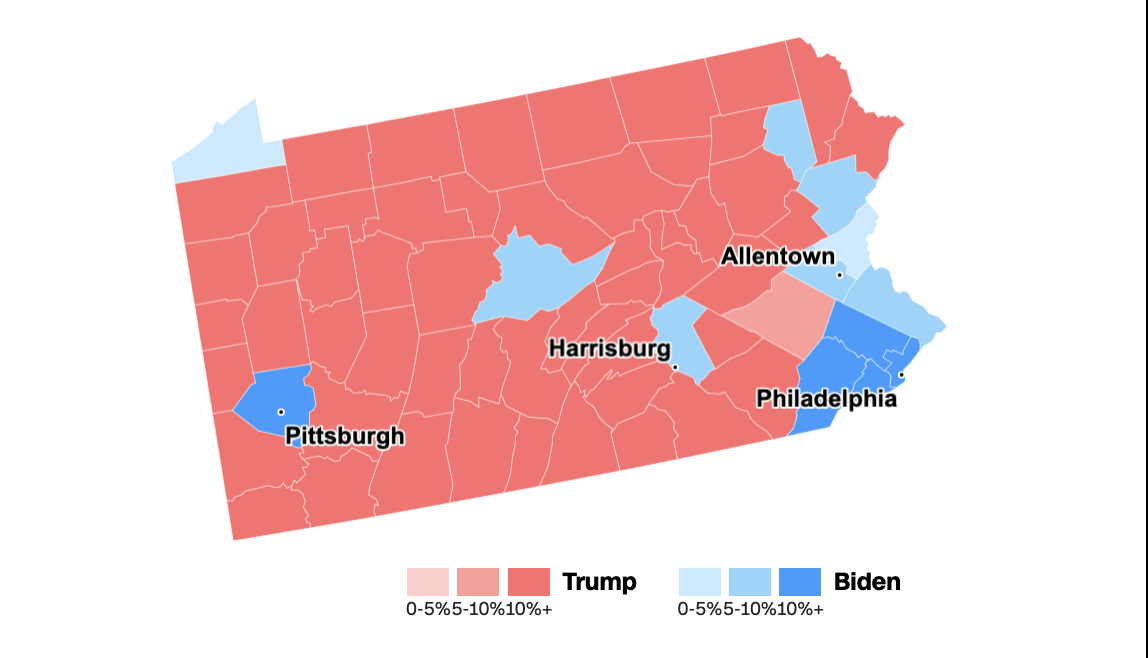 Allentown
Harrisburg
Philadelphia
Pittsburgh
Trump
0-5%5-10%10%+
Biden
0-5%5-10%10%+